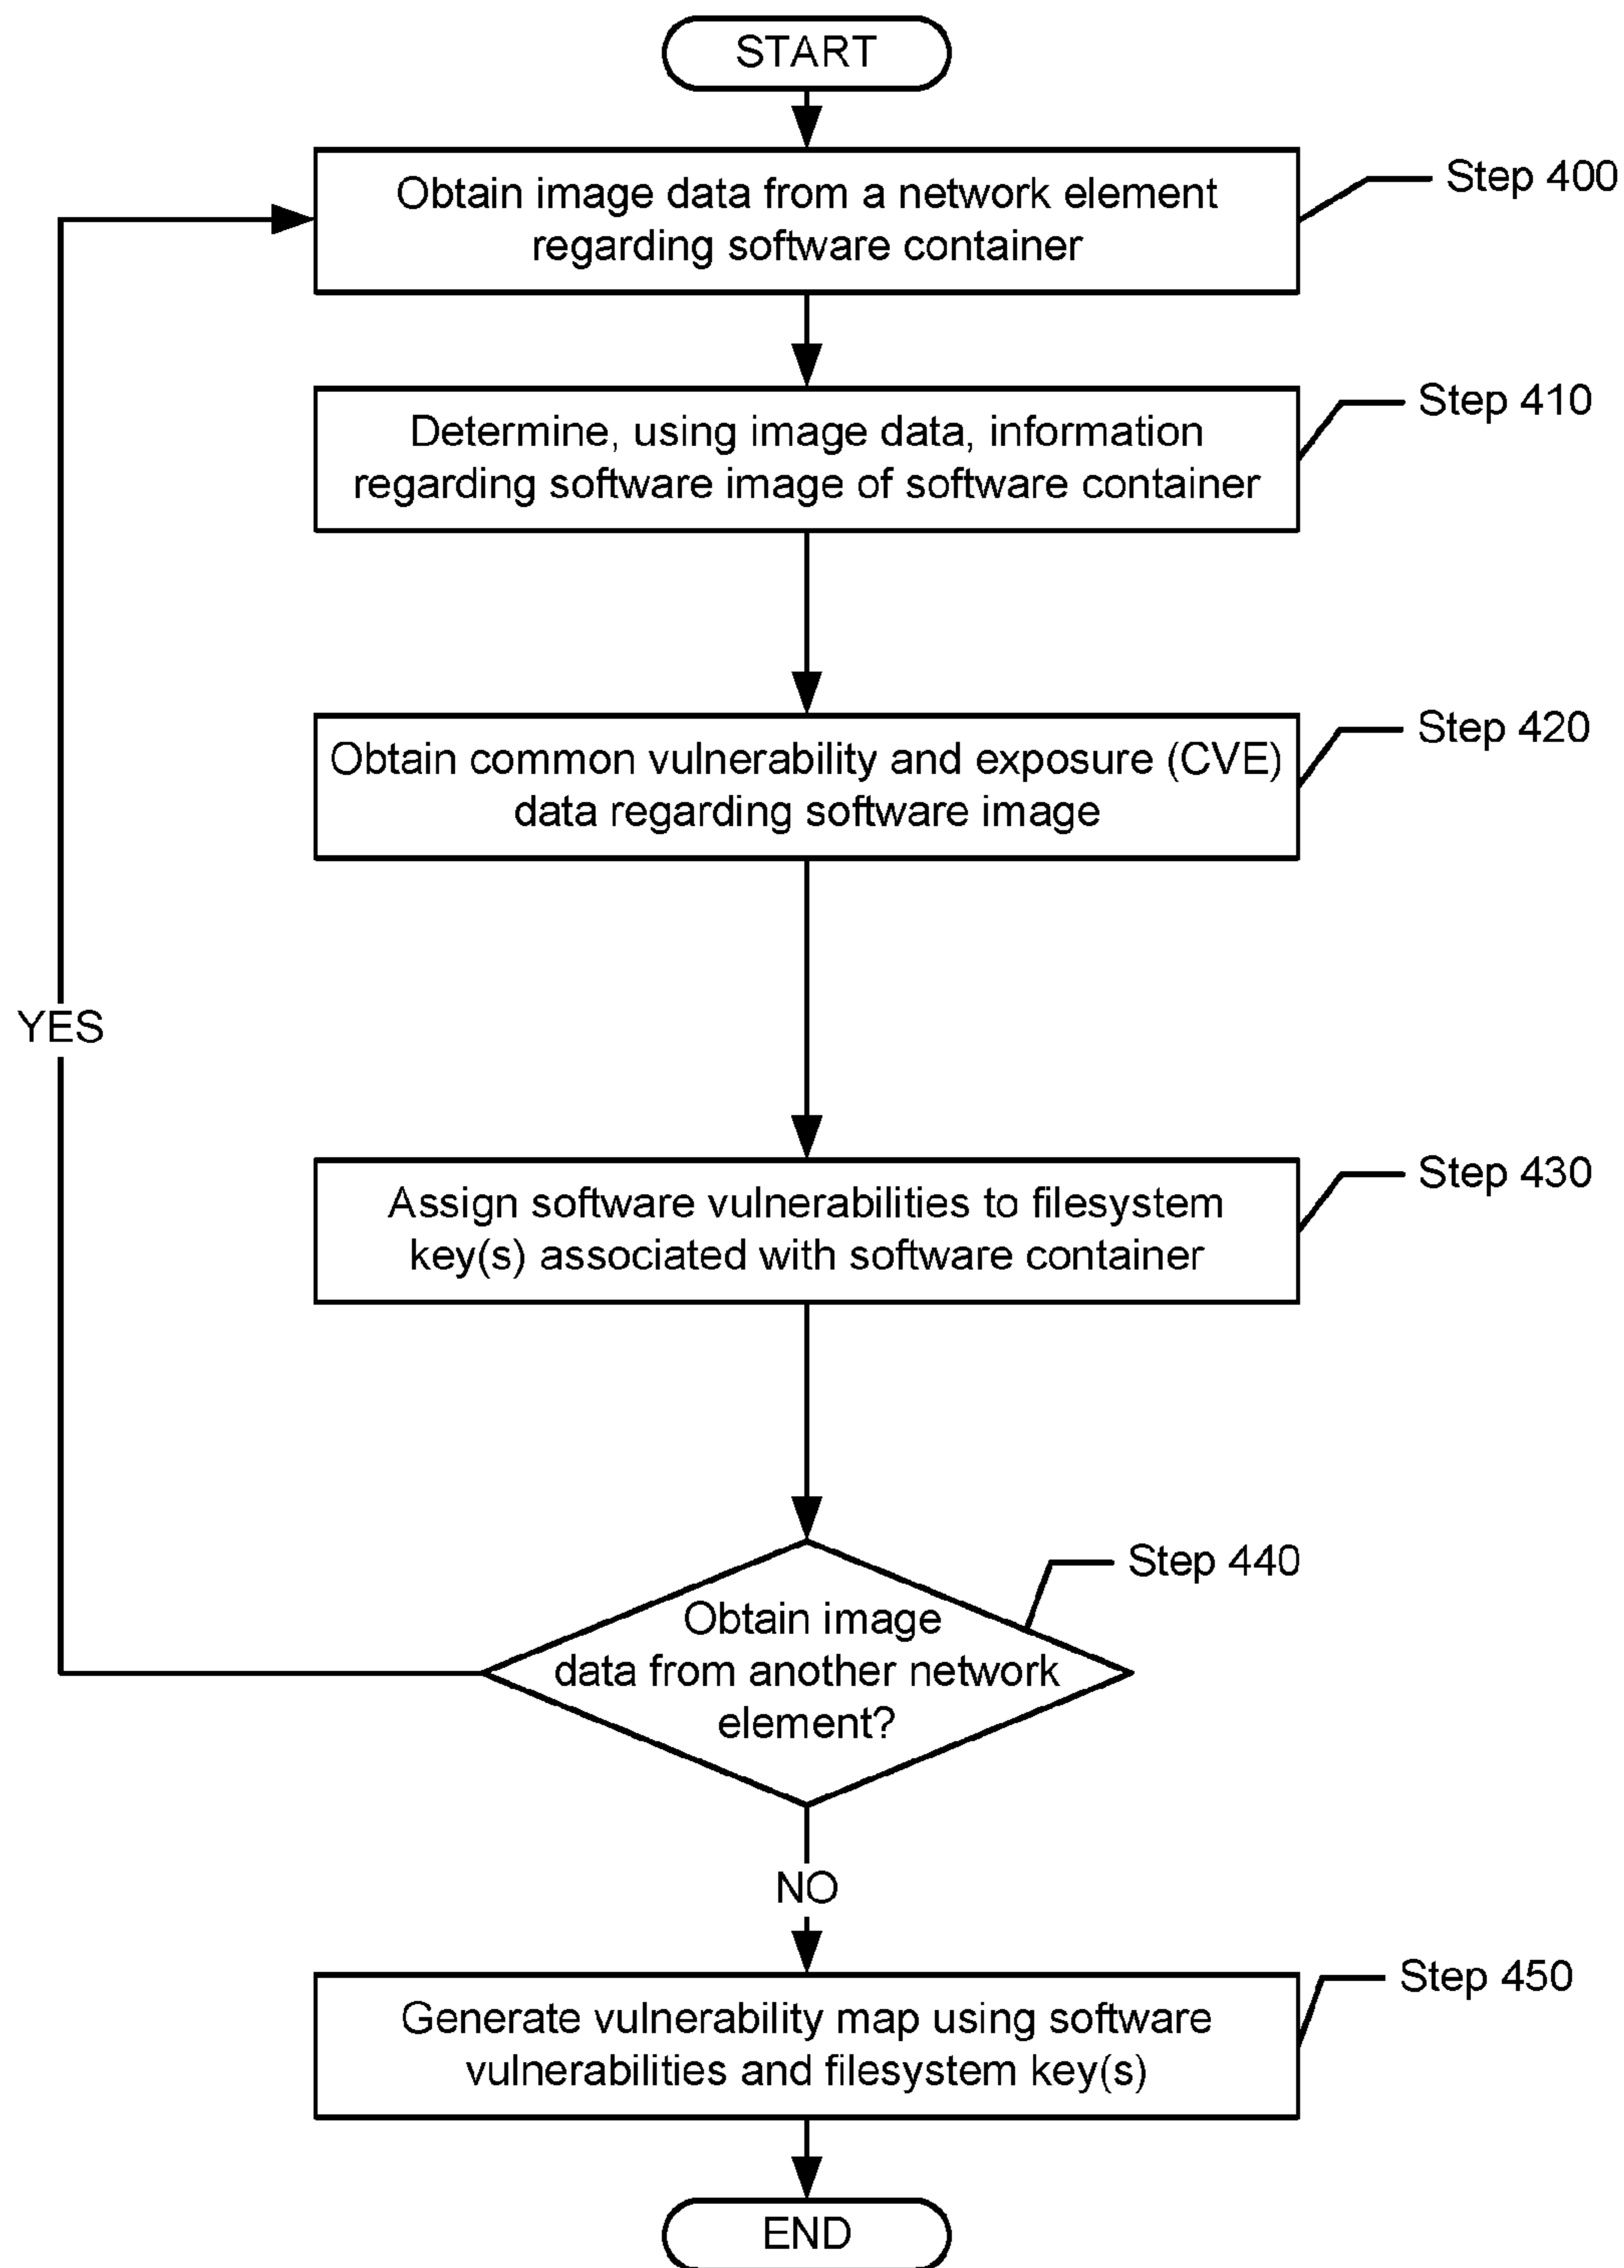 START
Obtain image data from a network element
regarding software container
Step 400
Determine, using image data, information
regarding software image of software container
Step 410
Obtain common vulnerability and exposure (CVE)
data regarding software image
Step 420
YES
Assign software vulnerabilities to filesystem
key(s) associated with software container
Step 430
Step 440
Obtain image
data from another network
element?
NO
Generate vulnerability map using software
vulnerabilities and filesystem key(s)
Step 450
END